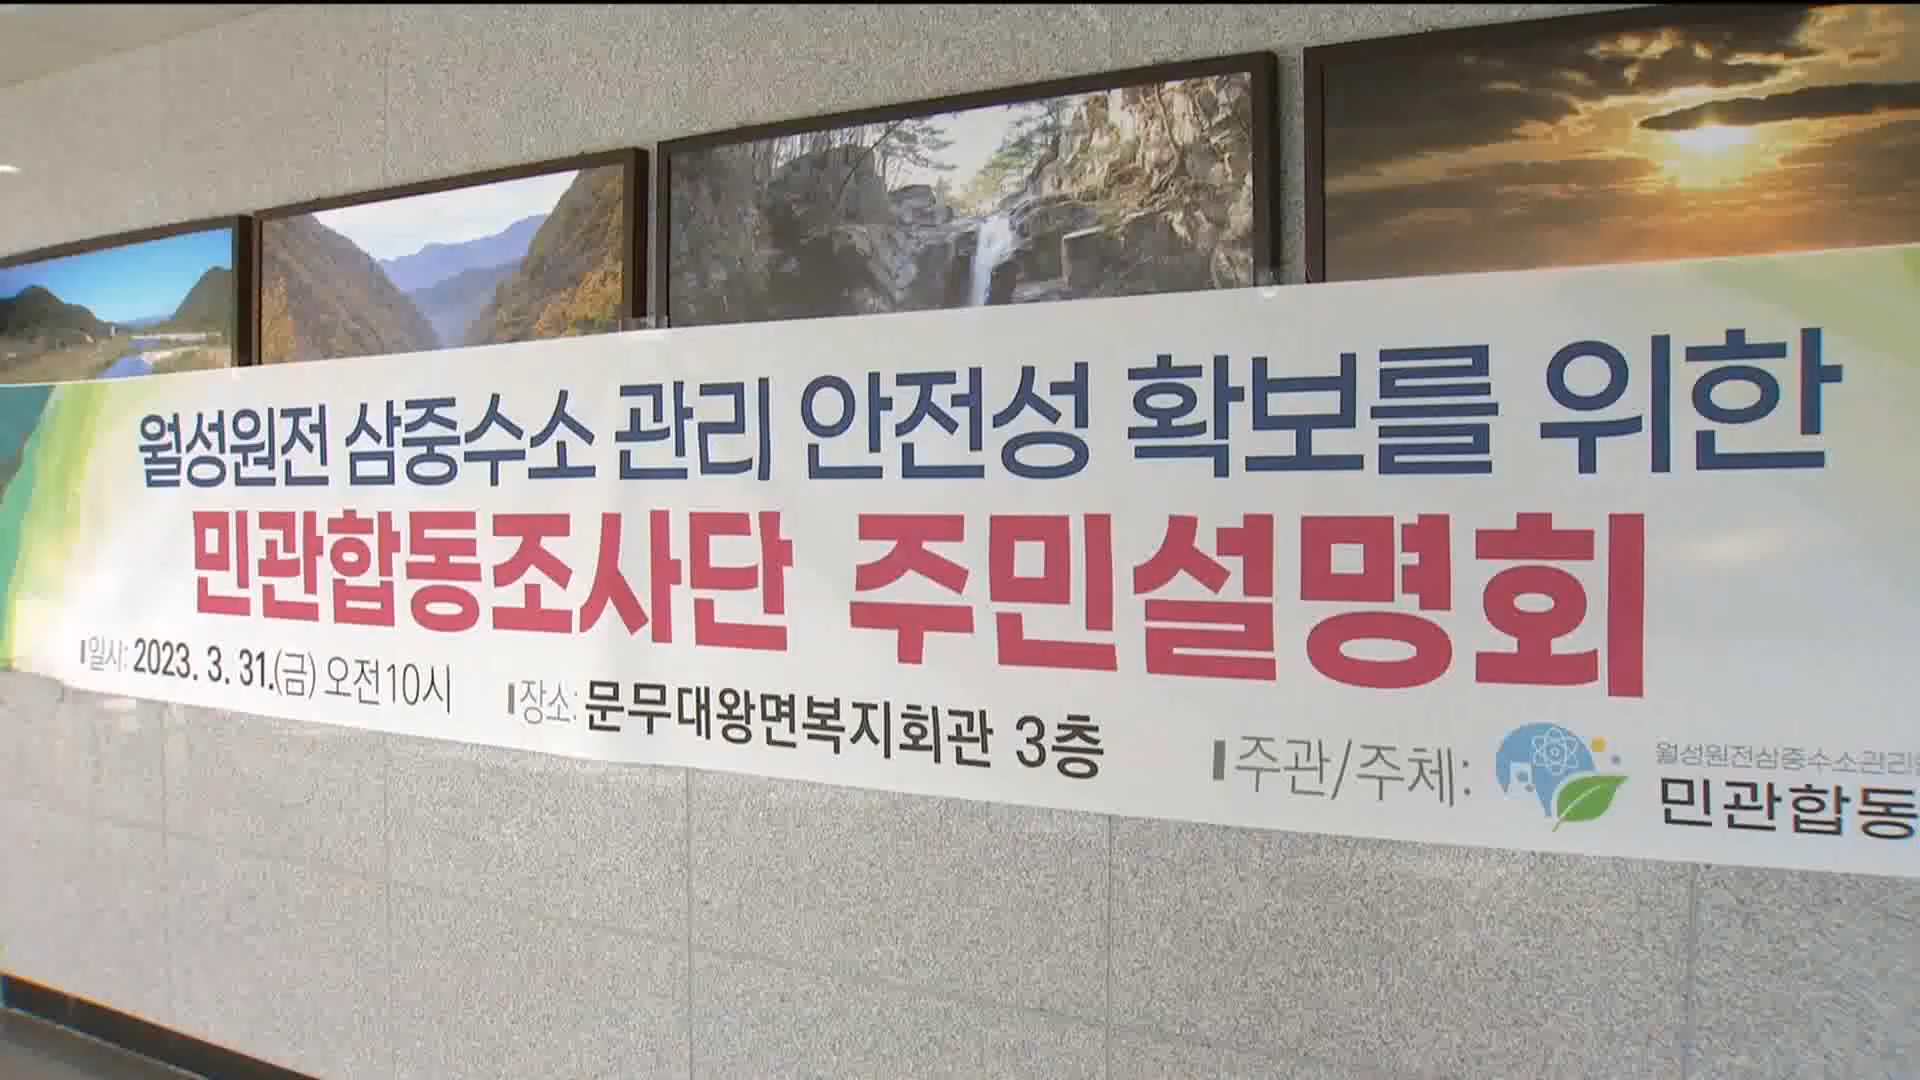 월성원전 삼중수소 관리 안전성 확보를 위한
민관합동조사단 주민설명회
일시: 2023. 3. 31.(금) 오전10시
장소: 문무대왕면복지회관 3층
주관/주체:
월성원전삼중수소관리
민관합동